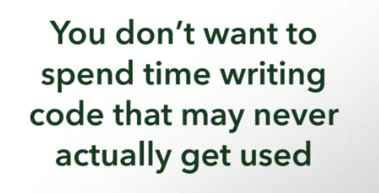 You don't want to
spend time writing
code that may never
actually get used